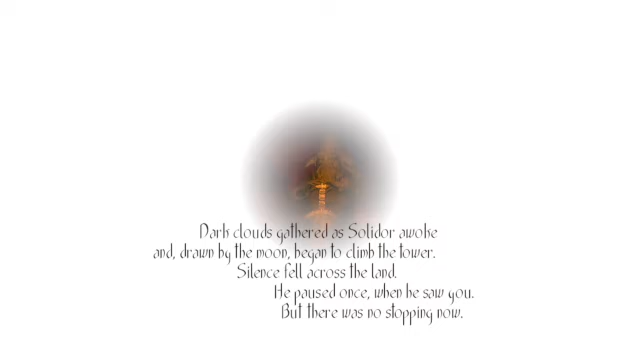 Dark clouds gathered as Solidor awoke
and, drawn by the moon, began to climb the tower.
Silence fell across the land.
He paused once, when he saw you.
But there was no stopping now.